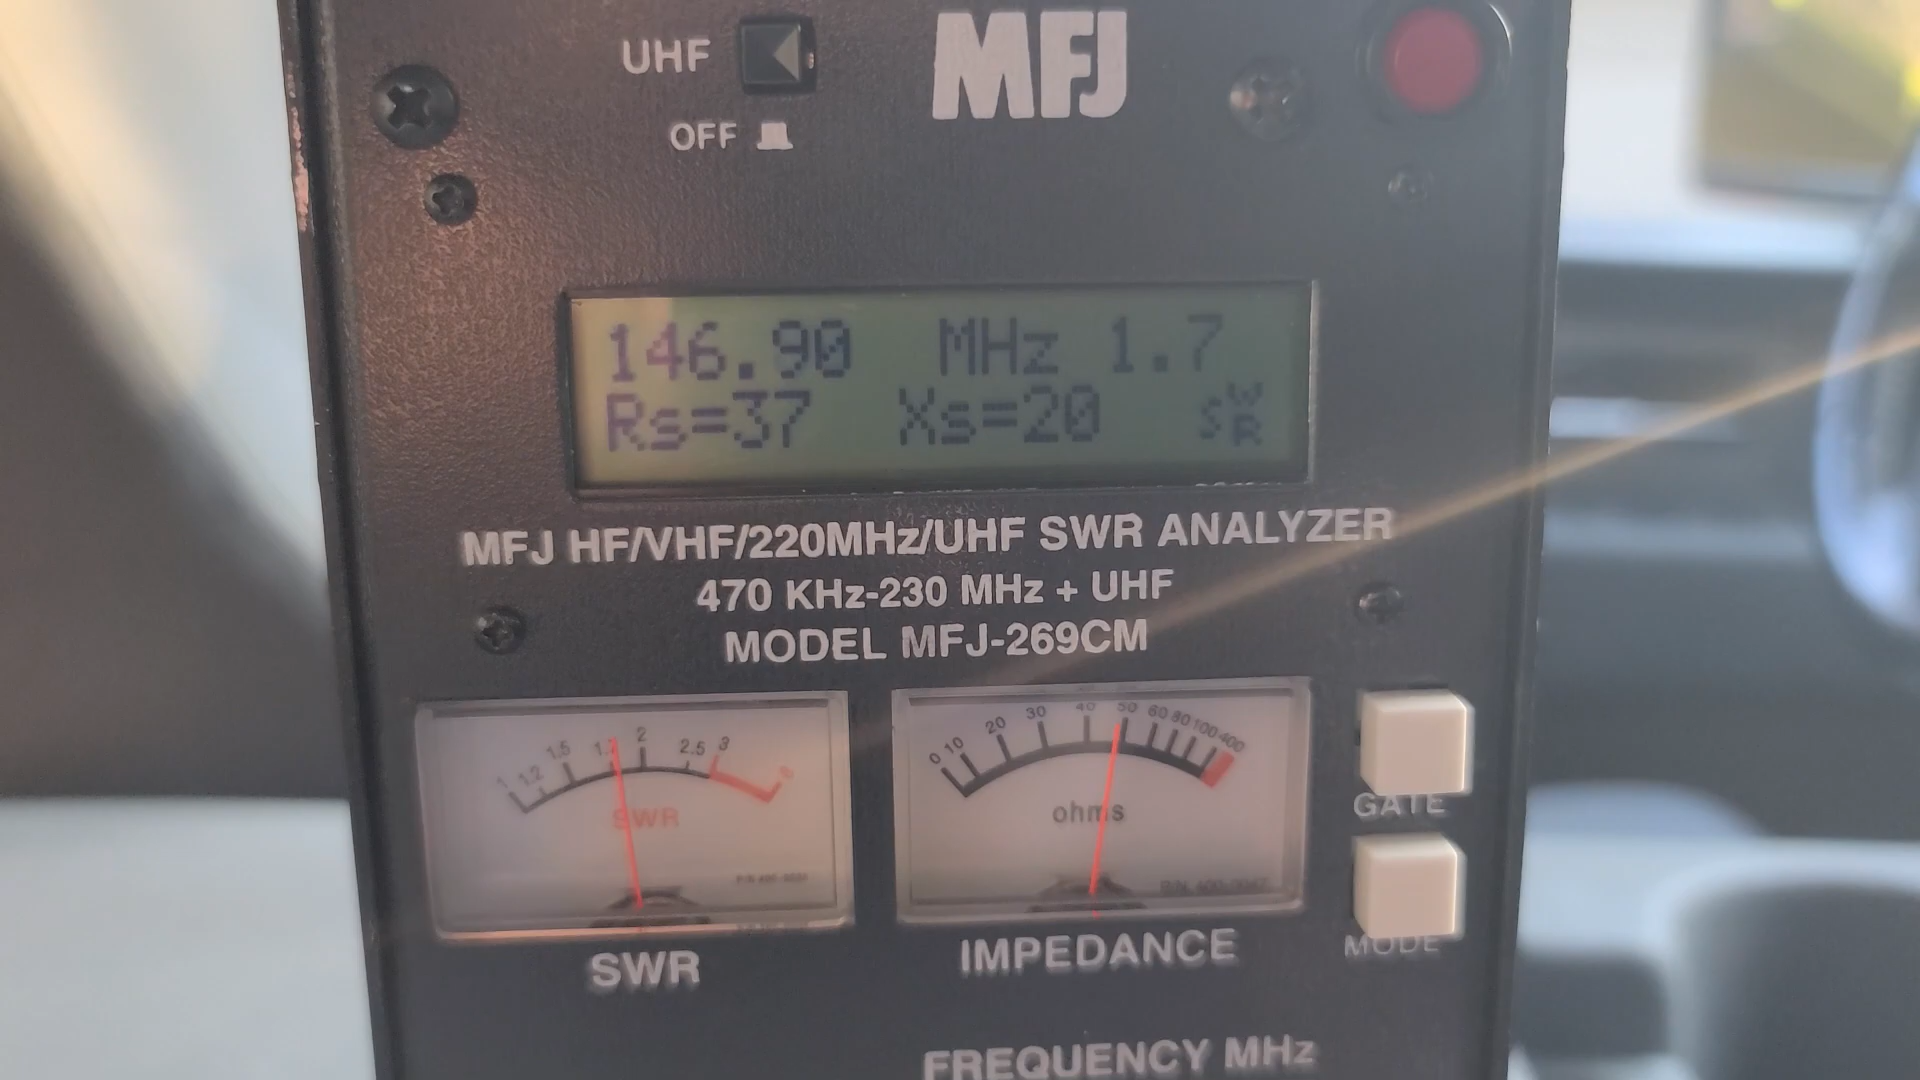 UHF
MFJ
OFF
146.90 MHz 1.7
Rs=37 Xs=20 SWR
MFJ HF/VHF/220MHz/UHF SWR ANALYZER
470 KHz-230 MHz + UHF
MODEL MFJ-269CM
1 1.2 1.5 1.7 2 2.5 3
SWR
0 10 20 30 40 50 60 80 100 400
ohms
GATE
SWR
IMPEDANCE
MODE
FREQUENCY MHz